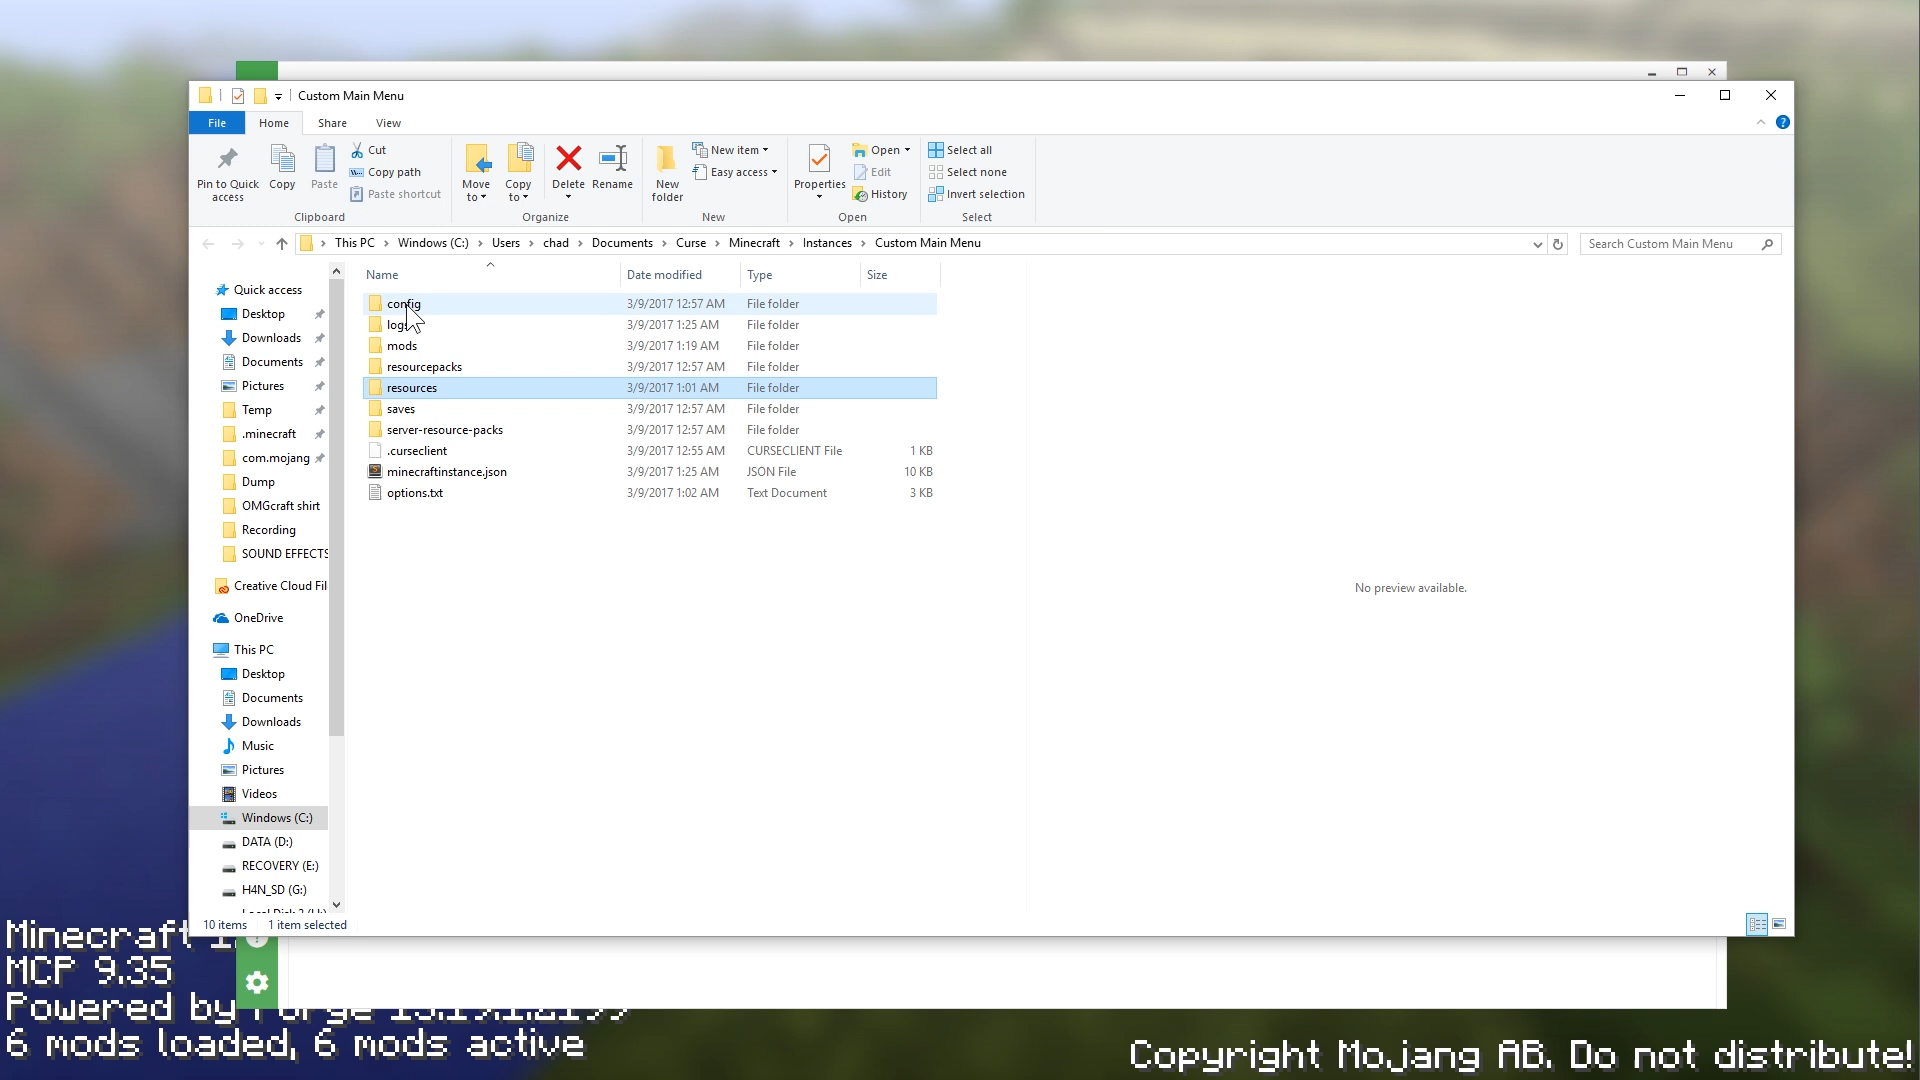 Custom Main Menu
File Home Share View
Pin to Quick access
Copy
Paste
Cut
Copy path
Paste shortcut
Clipboard
Move to
Copy to
Delete
Rename
Organize
New folder
New item
Easy access
New
Properties
Open
Edit
History
Open
Select all
Select none
Invert selection
Select
This PC > Windows (C:) > Users > chad > Documents > Curse > Minecraft > Instances > Custom Main Menu
Search Custom Main Menu
Quick access
Desktop
Downloads
Documents
Pictures
Temp
.minecraft
com.mojang
Dump
OMGcraft shirt
Recording
SOUND EFFECTS
Creative Cloud Fil
OneDrive
This PC
Desktop
Documents
Downloads
Music
Pictures
Videos
Windows (C:)
DATA (D:)
RECOVERY (E:)
H4N_SD (G:)
Name Date modified Type Size
config 3/9/2017 12:57 AM File folder
logs 3/9/2017 1:25 AM File folder
mods 3/9/2017 1:19 AM File folder
resourcepacks 3/9/2017 12:57 AM File folder
resources 3/9/2017 1:01 AM File folder
saves 3/9/2017 12:57 AM File folder
server-resource-packs 3/9/2017 12:57 AM File folder
.curseclient 3/9/2017 12:55 AM CURSECLIENT File 1 KB
minecraftinstance.json 3/9/2017 1:25 AM JSON File 10 KB
options.txt 3/9/2017 1:02 AM Text Document 3 KB
No preview available.
10 items 1 item selected
Minecraft 1.
MCP 9.35
Powered by Forge
6 mods loaded, 6 mods active
Copyright Mojang AB. Do not distribute!